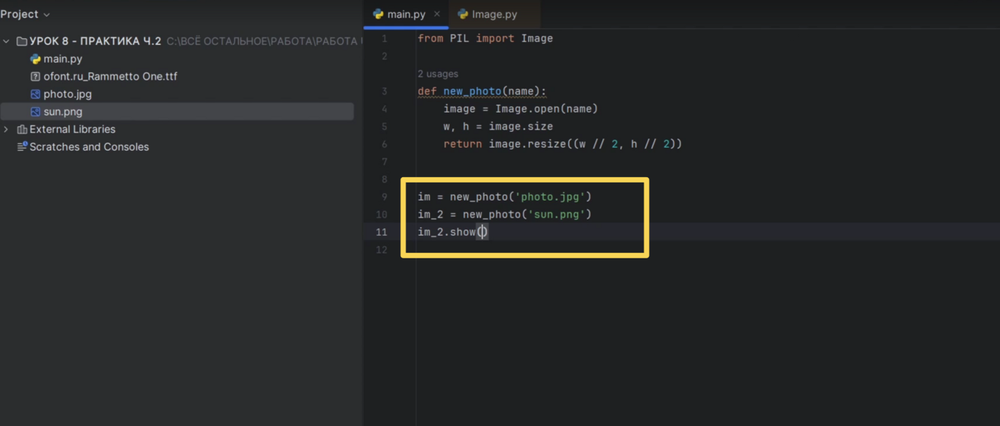 Project
УРОК 8 - ПРАКТИКА Ч.2 C:\ВСЁ ОСТАЛЬНОЕ\РАБОТА\РАБОТА
main.py
ofont.ru_Rammetto One.ttf
photo.jpg
sun.png
External Libraries
Scratches and Consoles
main.py Image.py
1 from PIL import Image
2
2 usages
3 def new_photo(name):
4 image = Image.open(name)
5 w, h = image.size
6 return image.resize((w // 2, h // 2))
7
8
9 im = new_photo('photo.jpg')
10 im_2 = new_photo('sun.png')
11 im_2.show()
12